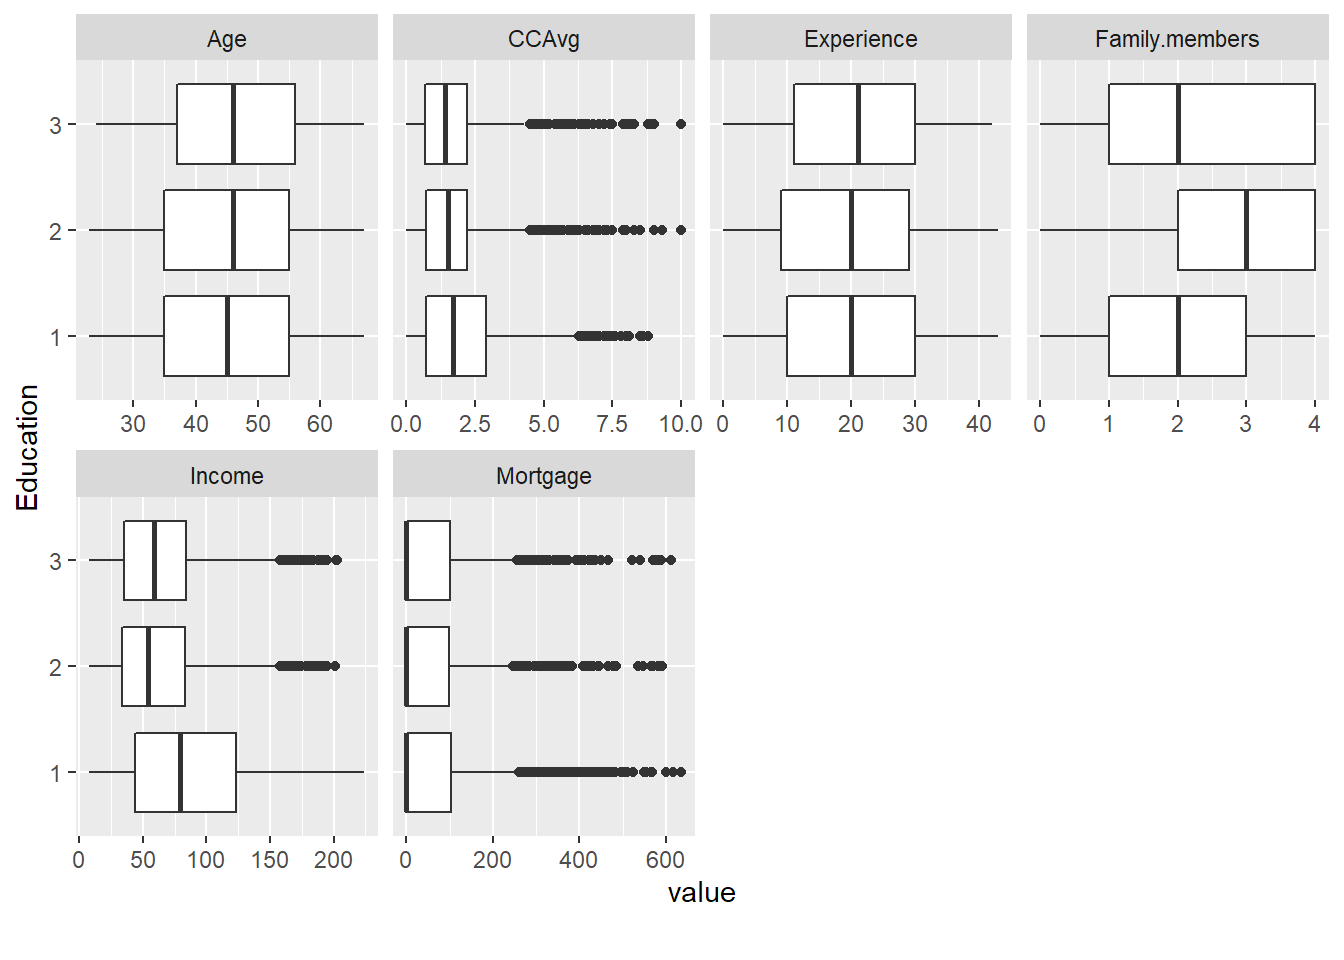 Age CCAvg Experience Family.members
3
2
1
30 40 50 60
0.0 2.5 5.0 7.5 10.0
0 10 20 30 40
0 1 2 3 4
Education
Income Mortgage
3
2
1
0 50 100 150 200
0 200 400 600
value